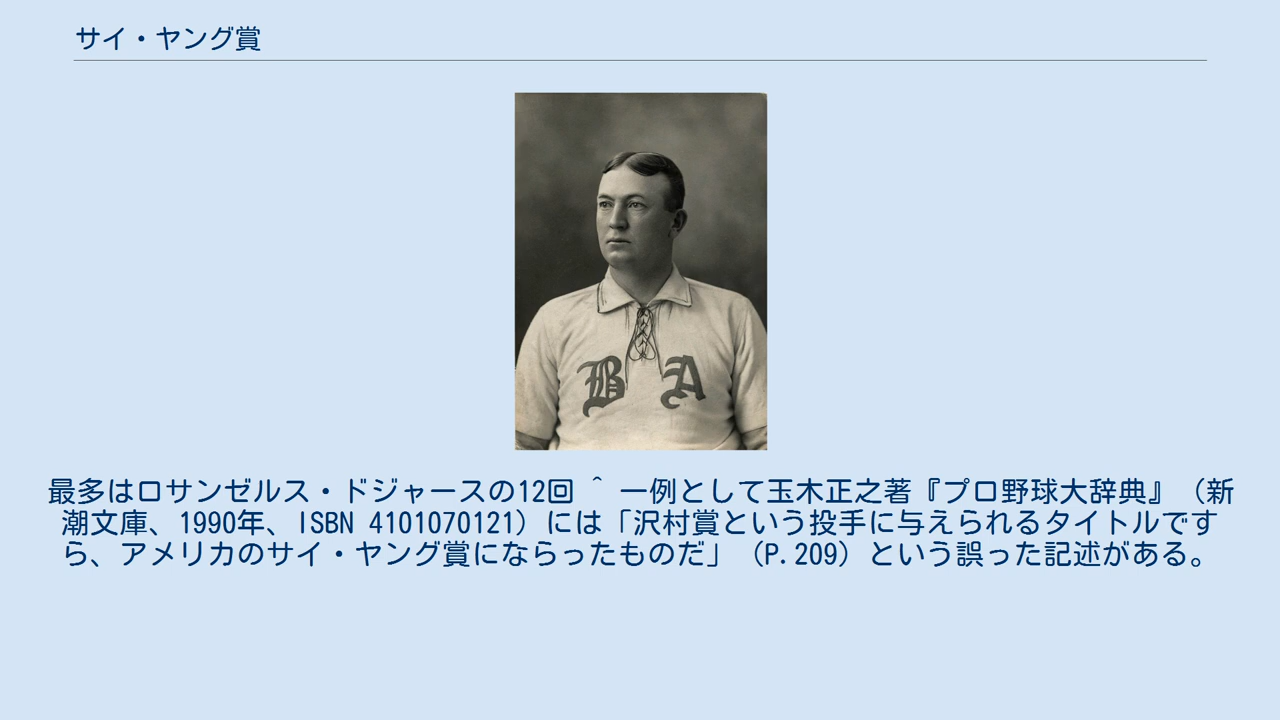 サイ・ヤング賞
B A
最多はロサンゼルス・ドジャースの12回 ^ 一例として玉木正之著『プロ野球大辞典』（新
潮文庫、1990年、ISBN 4101070121）には「沢村賞という投手に与えられるタイトルです
ら、アメリカのサイ・ヤング賞にならったものだ」（P.209）という誤った記述がある。